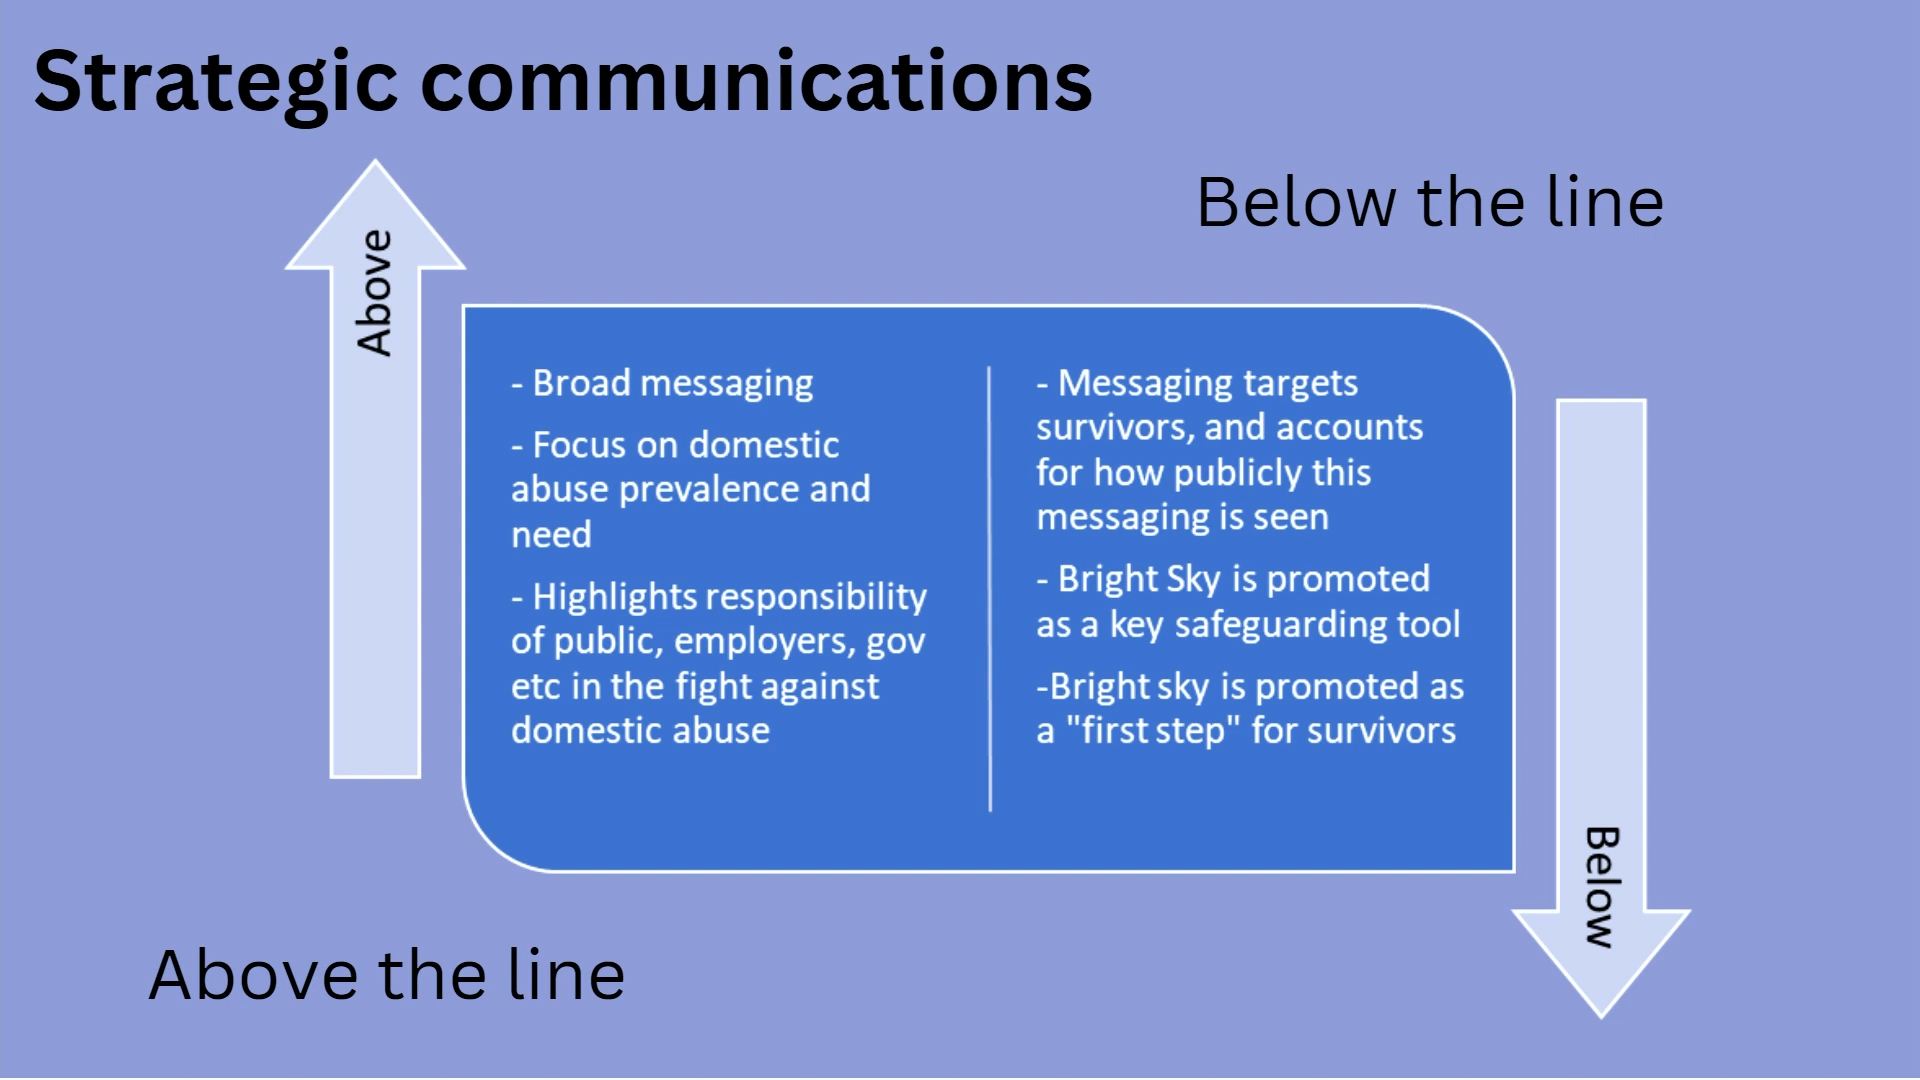 Strategic communications
Above
Below the line
- Broad messaging
- Focus on domestic
abuse prevalence and
need
- Highlights responsibility
of public, employers, gov
etc in the fight against
domestic abuse
- Messaging targets
survivors, and accounts
for how publicly this
messaging is seen
- Bright Sky is promoted
as a key safeguarding tool
-Bright sky is promoted as
a "first step" for survivors
Below
Above the line